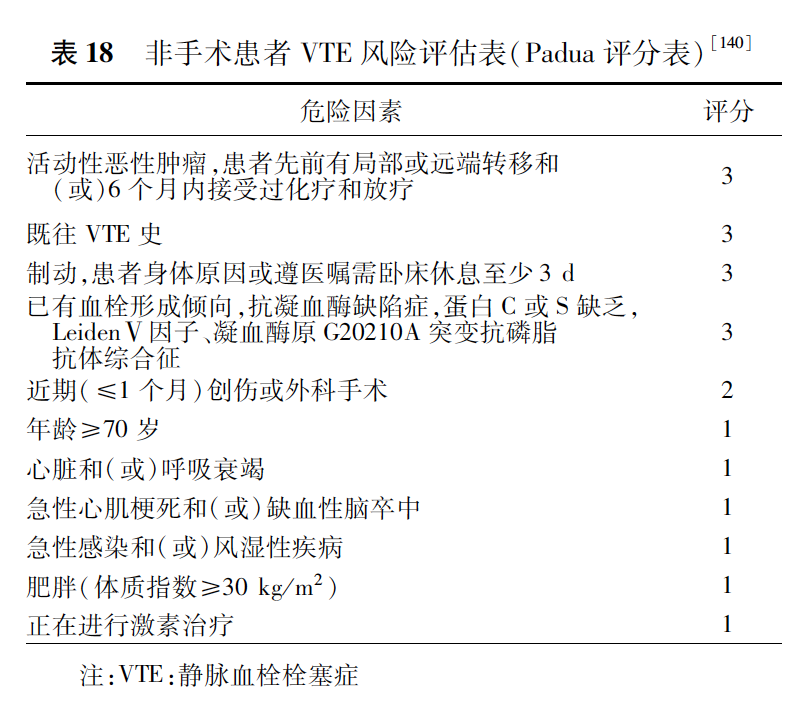 表 18 非手术患者 VTE 风险评估表(Padua 评分表)[140]
危险因素 评分
活动性恶性肿瘤,患者先前有局部或远端转移和
(或)6 个月内接受过化疗和放疗 3
既往 VTE 史 3
制动,患者身体原因或遵医嘱需卧床休息至少 3 d 3
已有血栓形成倾向,抗凝血酶缺陷症,蛋白 C 或 S 缺乏,
Leiden Ⅴ 因子、凝血酶原 G20210A 突变抗磷脂 3
抗体综合征
近期(≤1 个月)创伤或外科手术 2
年龄≥70 岁 1
心脏和(或)呼吸衰竭 1
急性心肌梗死和(或)缺血性脑卒中 1
急性感染和(或)风湿性疾病 1
肥胖(体质指数≥30 kg/m²) 1
正在进行激素治疗 1
注:VTE:静脉血栓栓塞症